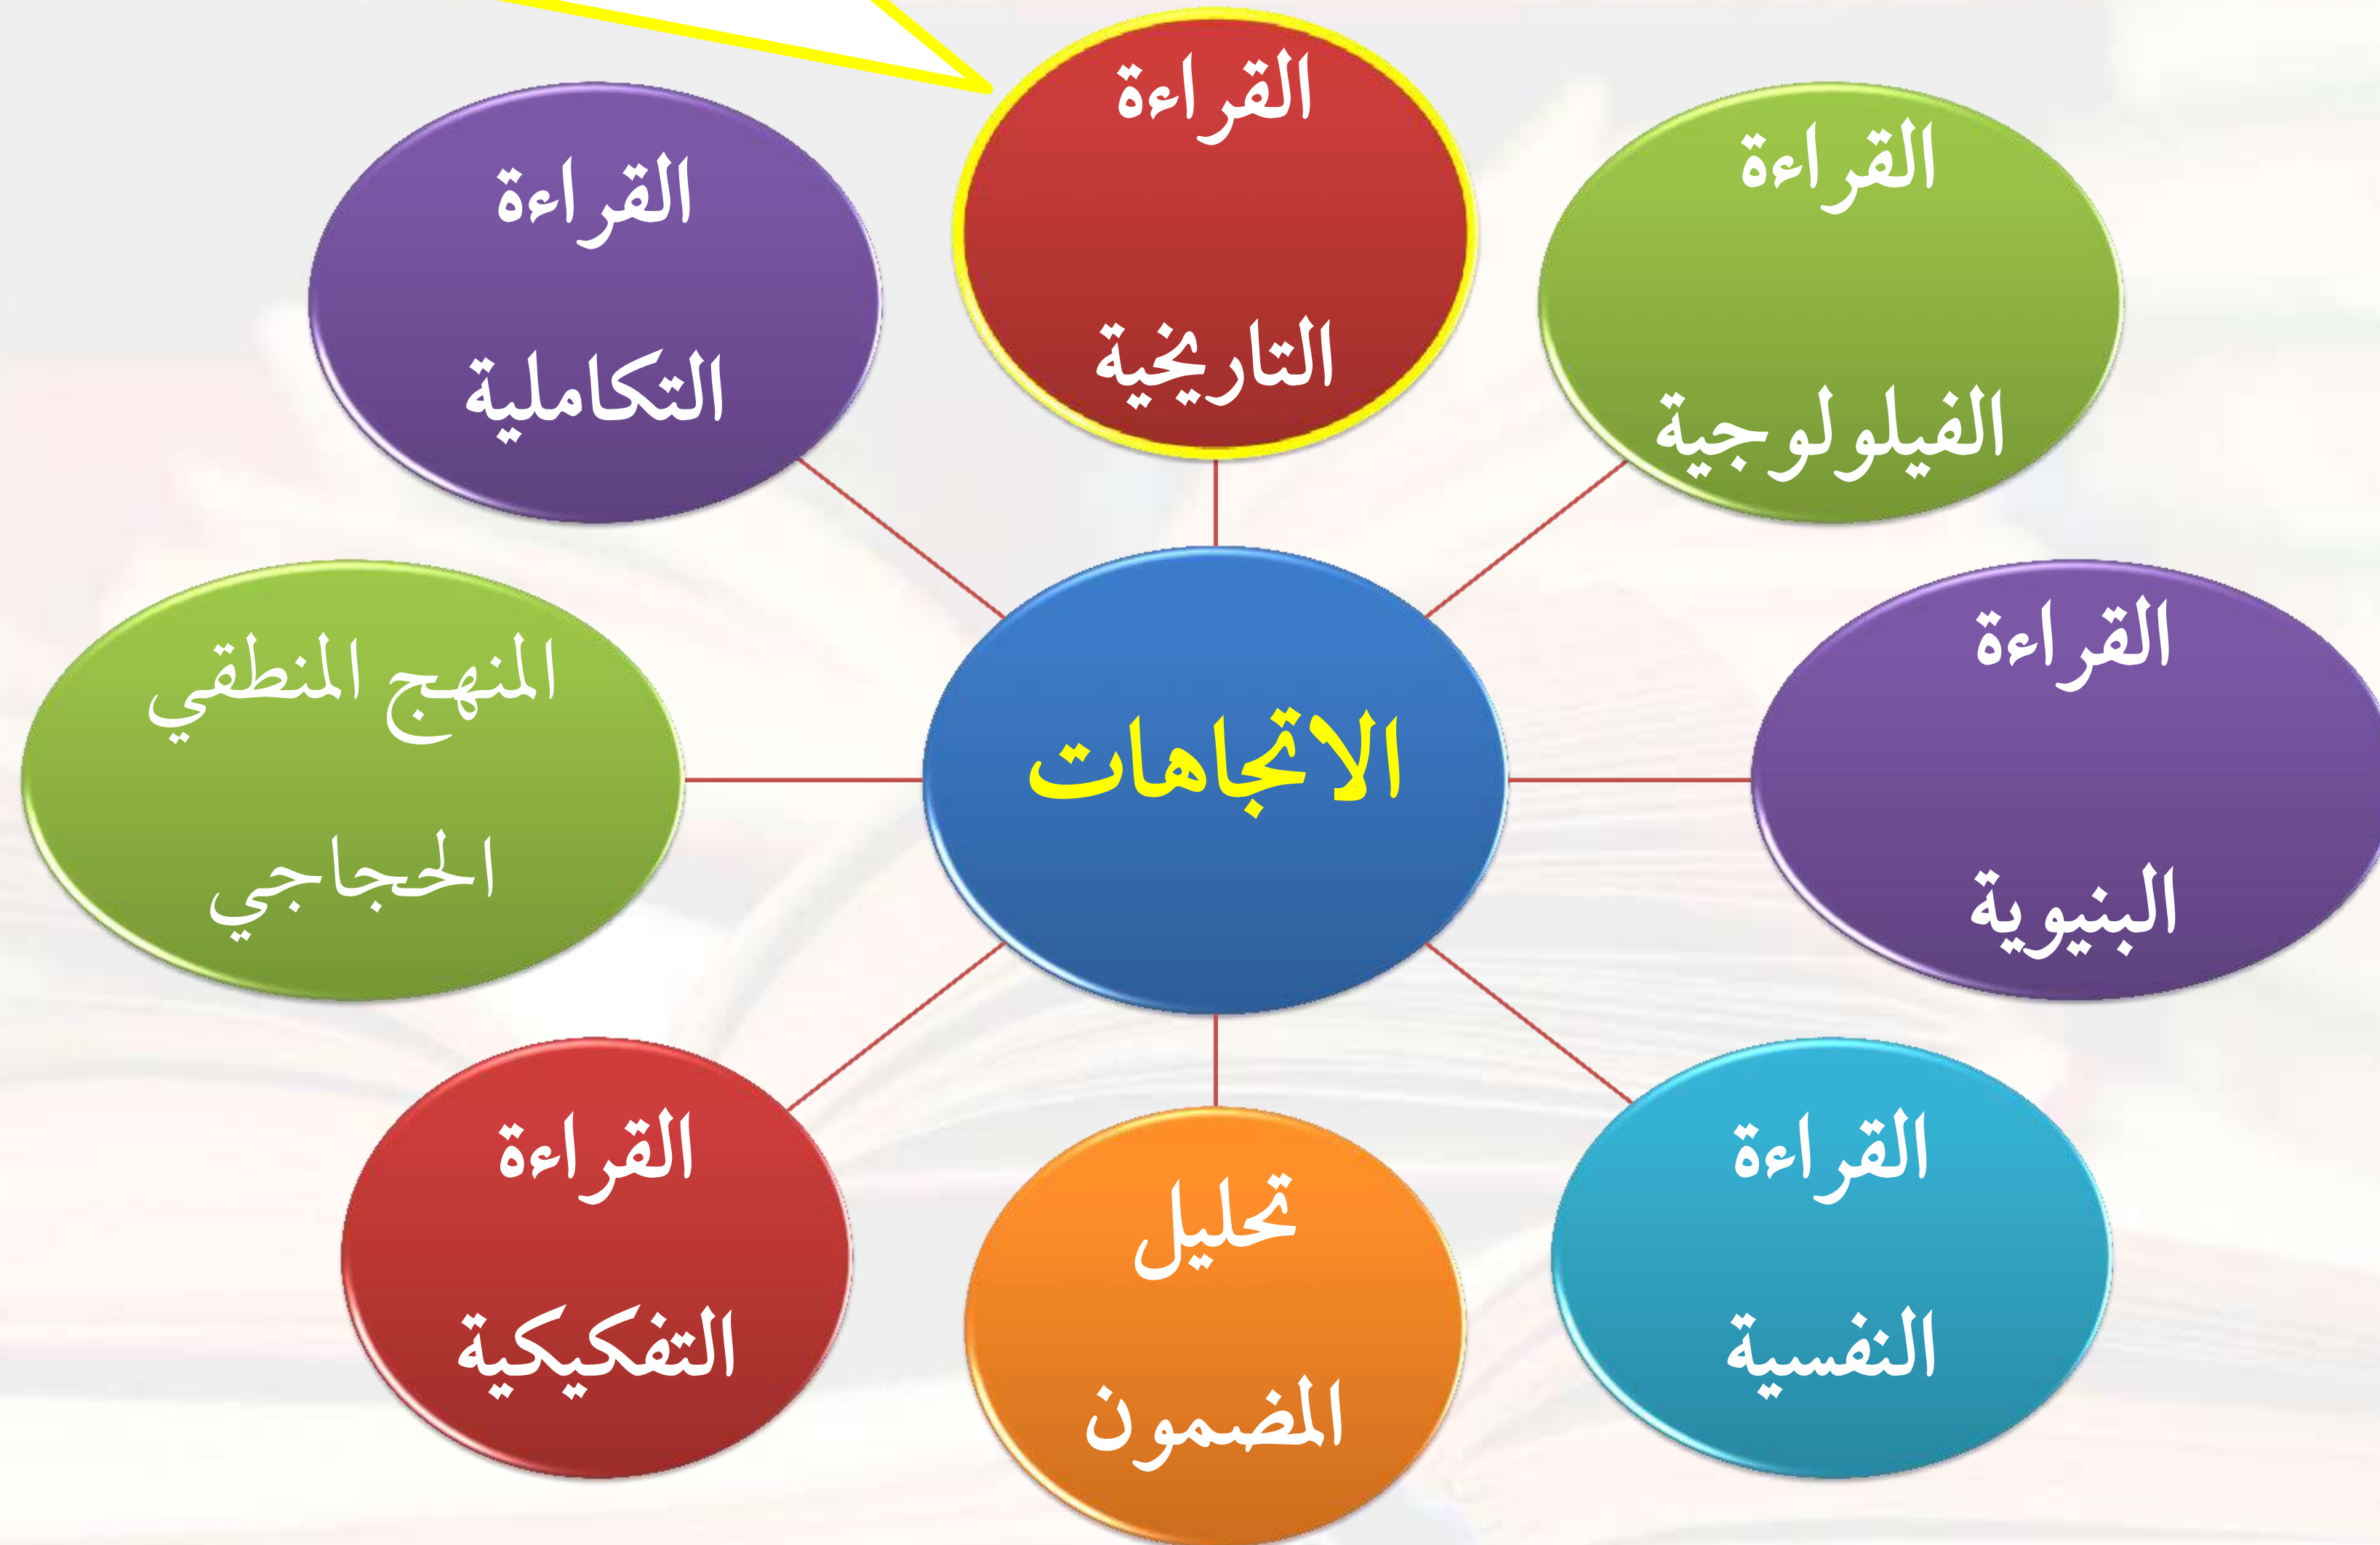 القراءة
التاريخية
القراءة
الفيلولوجية
القراءة
البنيوية
القراءة
النفسية
تحليل
المضمون
القراءة
التفكيكية
المنهج المنطقي
الحجاجي
القراءة
التكاملية
الاتجاهات